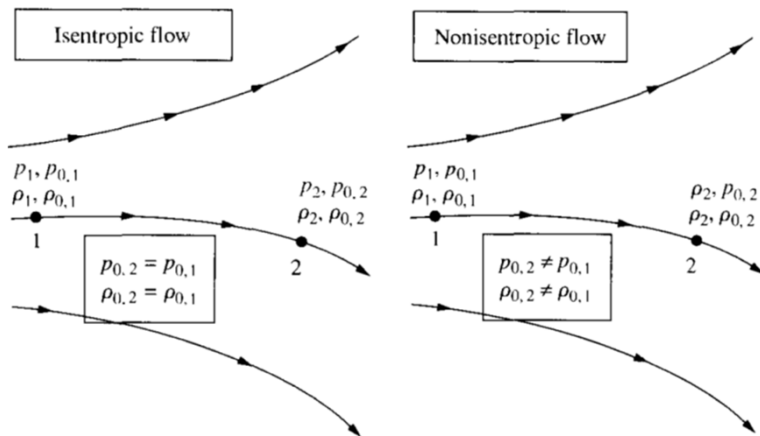 Isentropic flow
p₁, p₀,₁
ρ₁, ρ₀,₁
1
p₂, p₀,₂
ρ₂, ρ₀,₂
2
p₀,₂ = p₀,₁
ρ₀,₂ = ρ₀,₁
Nonisentropic flow
p₁, p₀,₁
ρ₁, ρ₀,₁
1
ρ₂, p₀,₂
ρ₂, ρ₀,₂
2
p₀,₂ ≠ p₀,₁
ρ₀,₂ ≠ ρ₀,₁